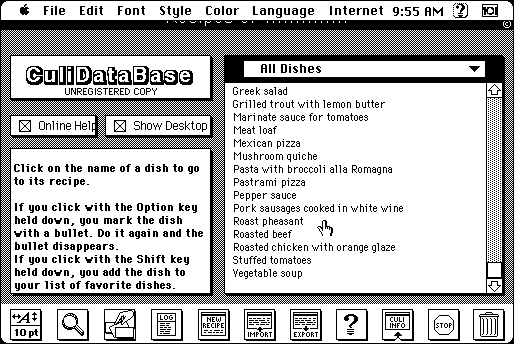 File Edit Font Style Color Language Internet 9:55 AM
©
CuliDataBase
UNREGISTERED COPY
All Dishes
Online Help
Show Desktop
Greek salad
Grilled trout with lemon butter
Marinate sauce for tomatoes
Meat loaf
Mexican pizza
Mushroom quiche
Pasta with broccoli alla Romagna
Pastrami pizza
Pepper sauce
Pork sausages cooked in white wine
Roast pheasant
Roasted beef
Roasted chicken with orange glaze
Stuffed tomatoes
Vegetable soup
Click on the name of a dish to go
to its recipe.
If you click with the Option key
held down, you mark the dish
with a bullet. Do it again and the
bullet disappears.
If you click with the Shift key
held down, you add the dish to
your list of favorite dishes.
A
10 pt
LOG
NEW
RECIPE
IMPORT
EXPORT
?
CULI
INFO
STOP